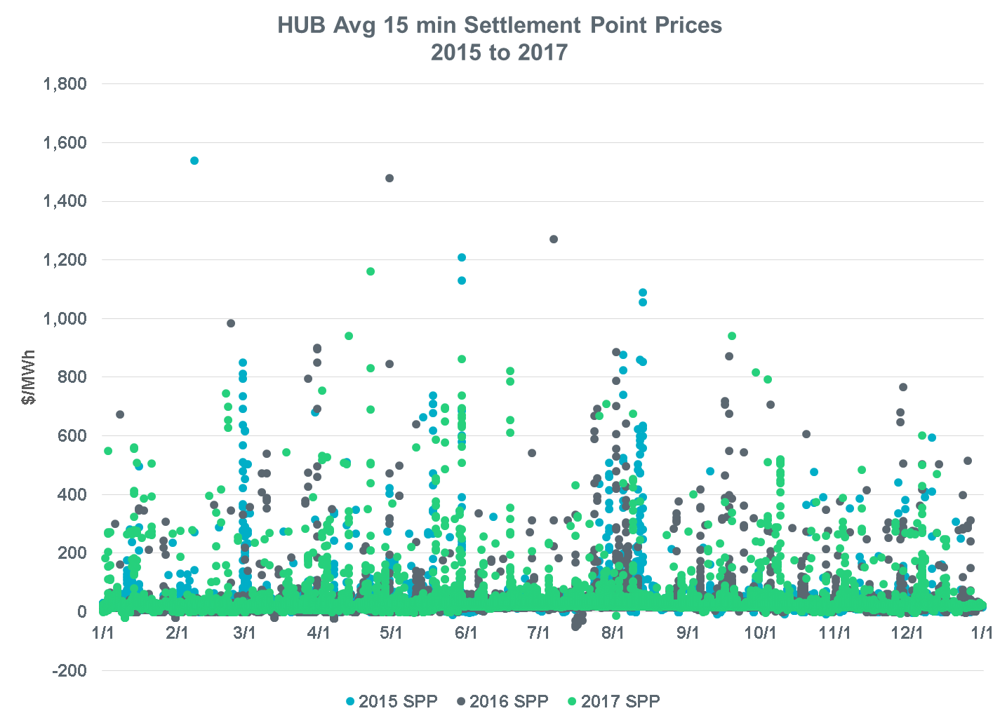 HUB Avg 15 min Settlement Point Prices
2015 to 2017
1,800
1,600
1,400
1,200
1,000
800
600
400
200
0
-200
$/MWh
1/1 2/1 3/1 4/1 5/1 6/1 7/1 8/1 9/1 10/1 11/1 12/1 1/1
2015 SPP 2016 SPP 2017 SPP